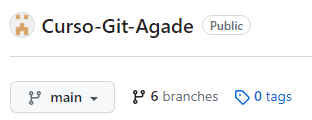 Curso-Git-Agade Public
main 6 branches 0 tags